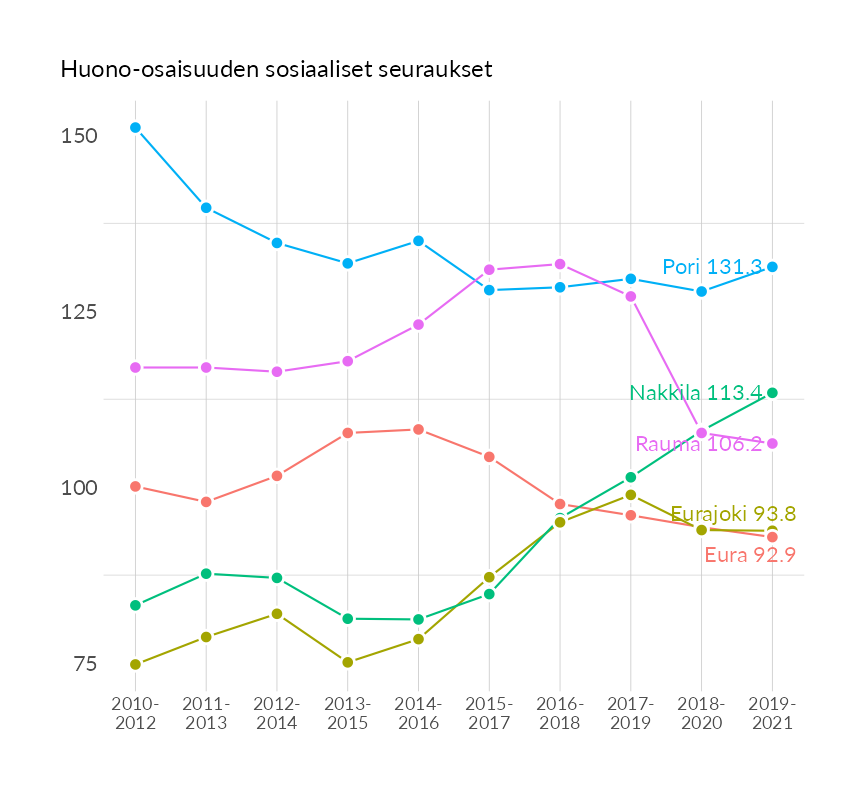 Huono-osaisuuden sosiaaliset seuraukset
150
125
100
75
Pori 131.3
Nakkila 113.4
Rauma 106.2
Eurajoki 93.8
Eura 92.9
2010- 2011- 2012- 2013- 2014- 2015- 2016- 2017- 2018- 2019-
2012 2013 2014 2015 2016 2017 2018 2019 2020 2021